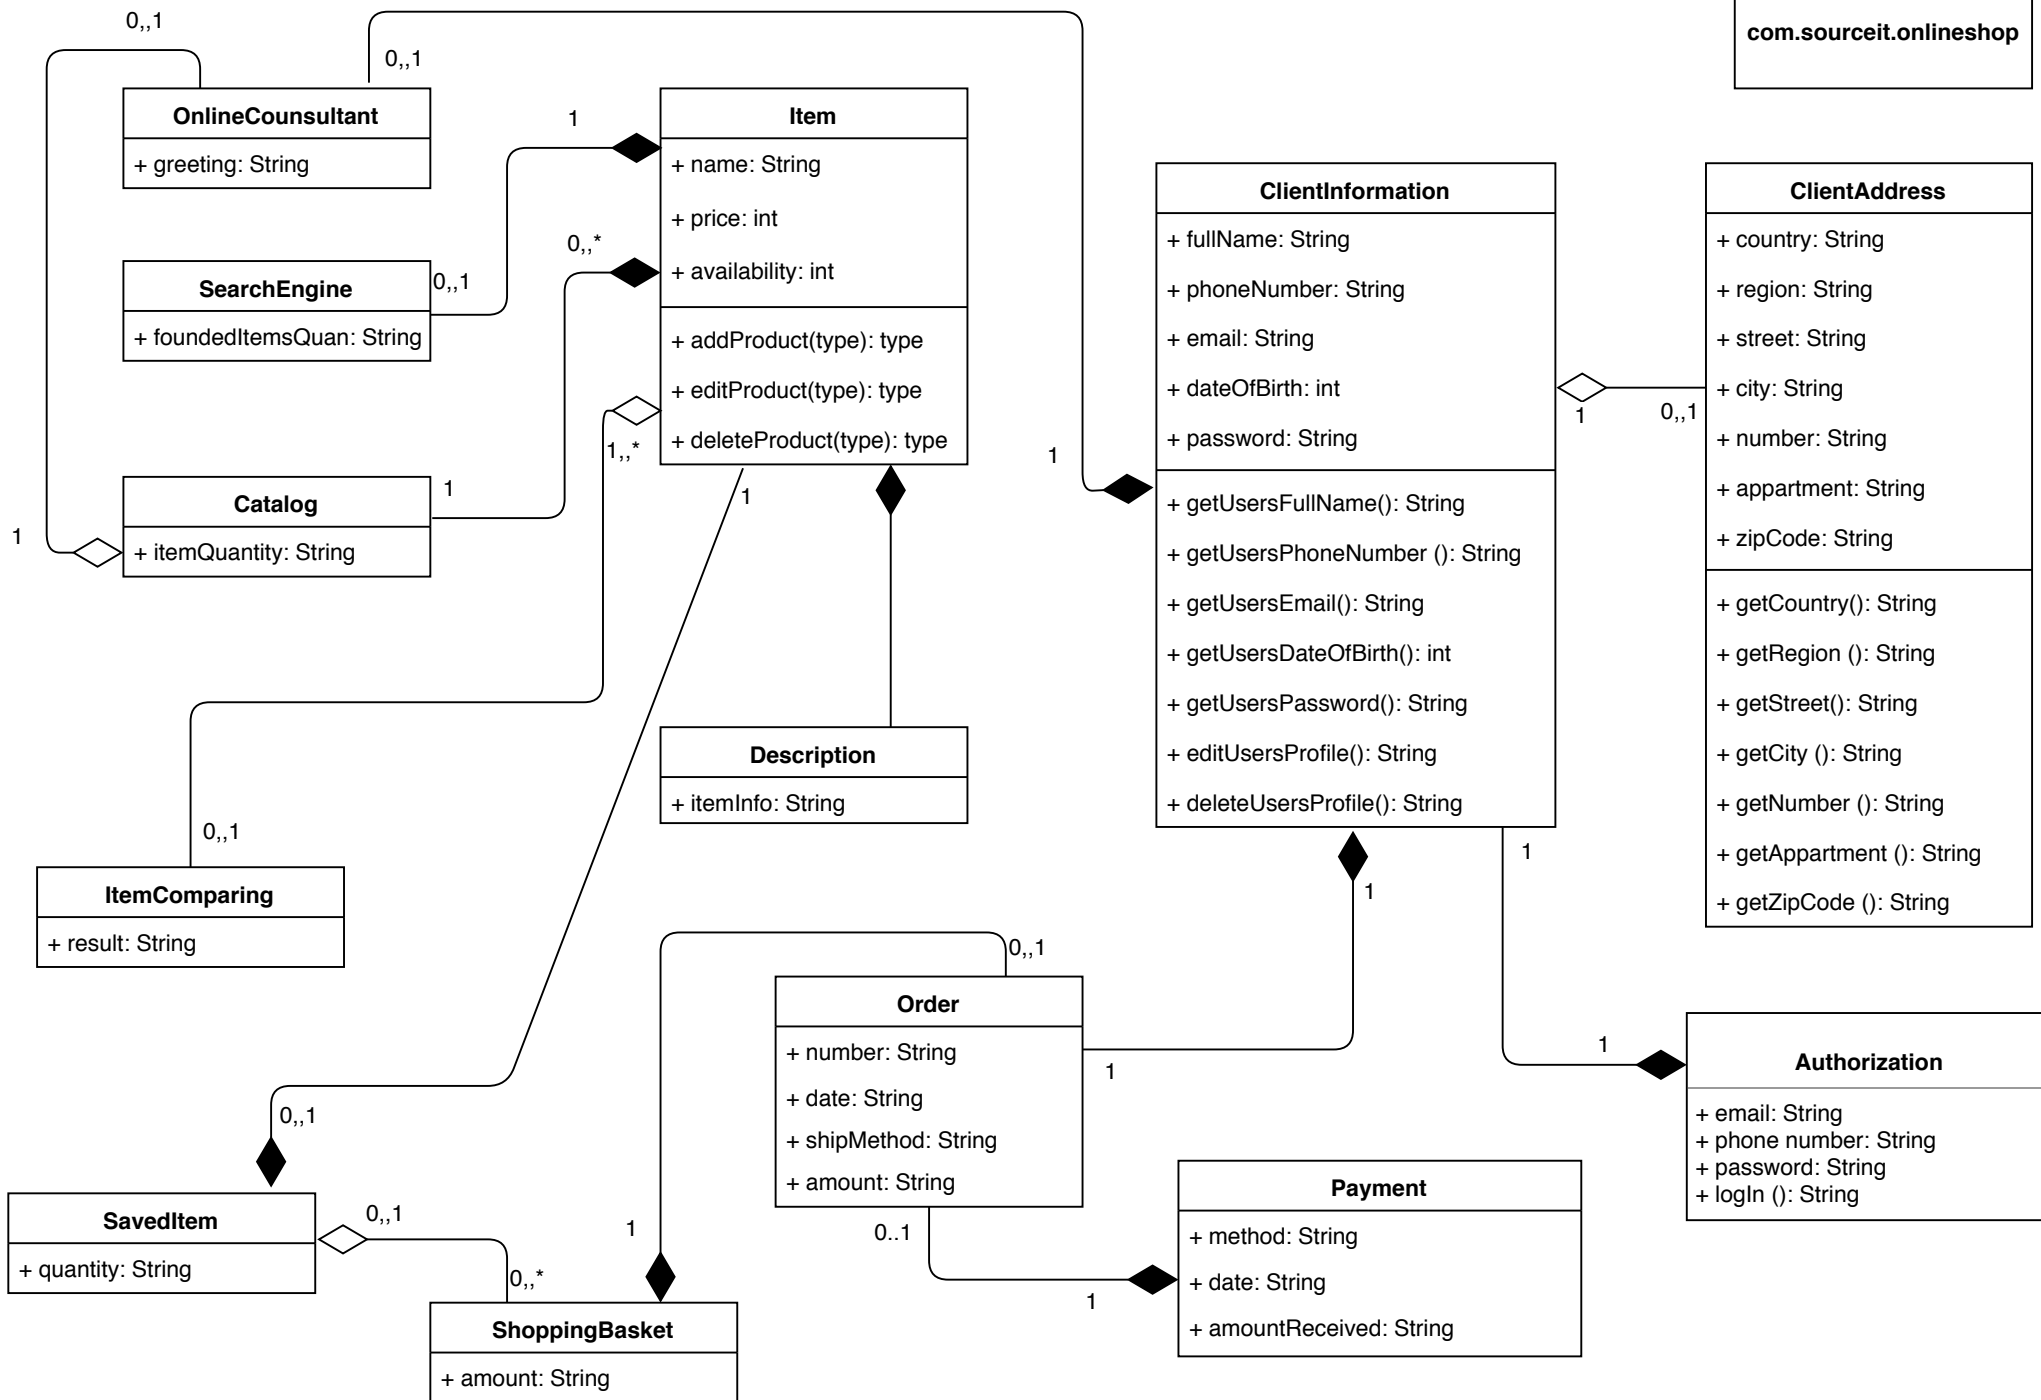 0,,1
0,,1
com.sourceit.onlineshop
OnlineCounsultant
+ greeting: String
1
SearchEngine
+ foundedItemsQuan: String
0,,1
0,,*
Item
+ name: String
+ price: int
+ availability: int
+ addProduct(type): type
+ editProduct(type): type
+ deleteProduct(type): type
1,,*
1
Catalog
+ itemQuantity: String
1
1
1
ClientInformation
+ fullName: String
+ phoneNumber: String
+ email: String
+ dateOfBirth: int
+ password: String
+ getUsersFullName(): String
+ getUsersPhoneNumber (): String
+ getUsersEmail(): String
+ getUsersDateOfBirth(): int
+ getUsersPassword(): String
+ editUsersProfile(): String
+ deleteUsersProfile(): String
1
0,,1
ClientAddress
+ country: String
+ region: String
+ street: String
+ city: String
+ number: String
+ appartment: String
+ zipCode: String
+ getCountry(): String
+ getRegion (): String
+ getStreet(): String
+ getCity (): String
+ getNumber (): String
+ getAppartment (): String
+ getZipCode (): String
Description
+ itemInfo: String
0,,1
ItemComparing
+ result: String
1
1
0,,1
Order
+ number: String
+ date: String
+ shipMethod: String
+ amount: String
1
1
Authorization
+ email: String
+ phone number: String
+ password: String
+ logIn (): String
0,,1
SavedItem
+ quantity: String
0,,1
0,,*
1
ShoppingBasket
+ amount: String
0..1
1
Payment
+ method: String
+ date: String
+ amountReceived: String